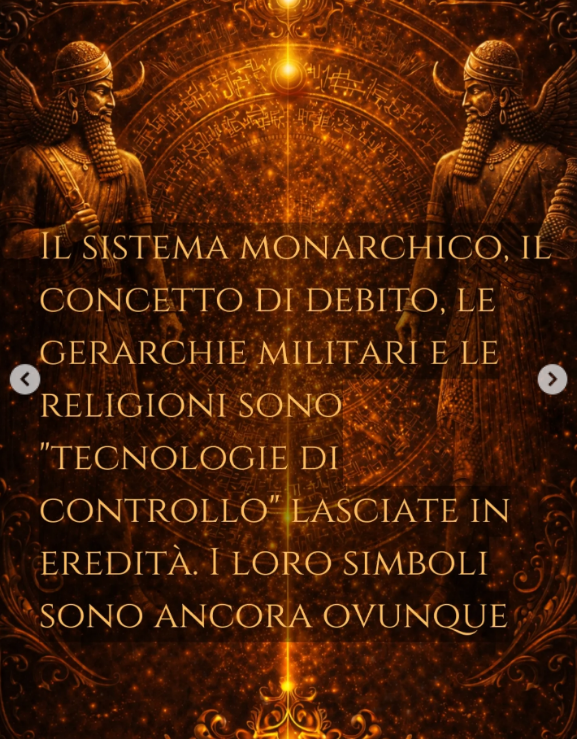 Il sistema monarchico, il
concetto di debito, le
gerarchie militari e le
religioni sono
"tecnologie di
controllo" lasciate in
eredità. I loro simboli
sono ancora ovunque